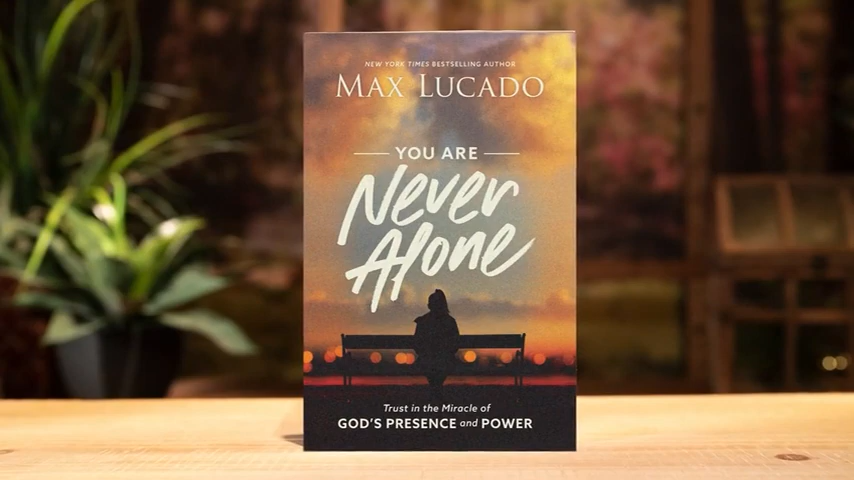 NEW YORK TIMES BESTSELLING AUTHOR
MAX LUCADO
YOU ARE
Never
Alone
Trust in the Miracle of
GOD'S PRESENCE and POWER